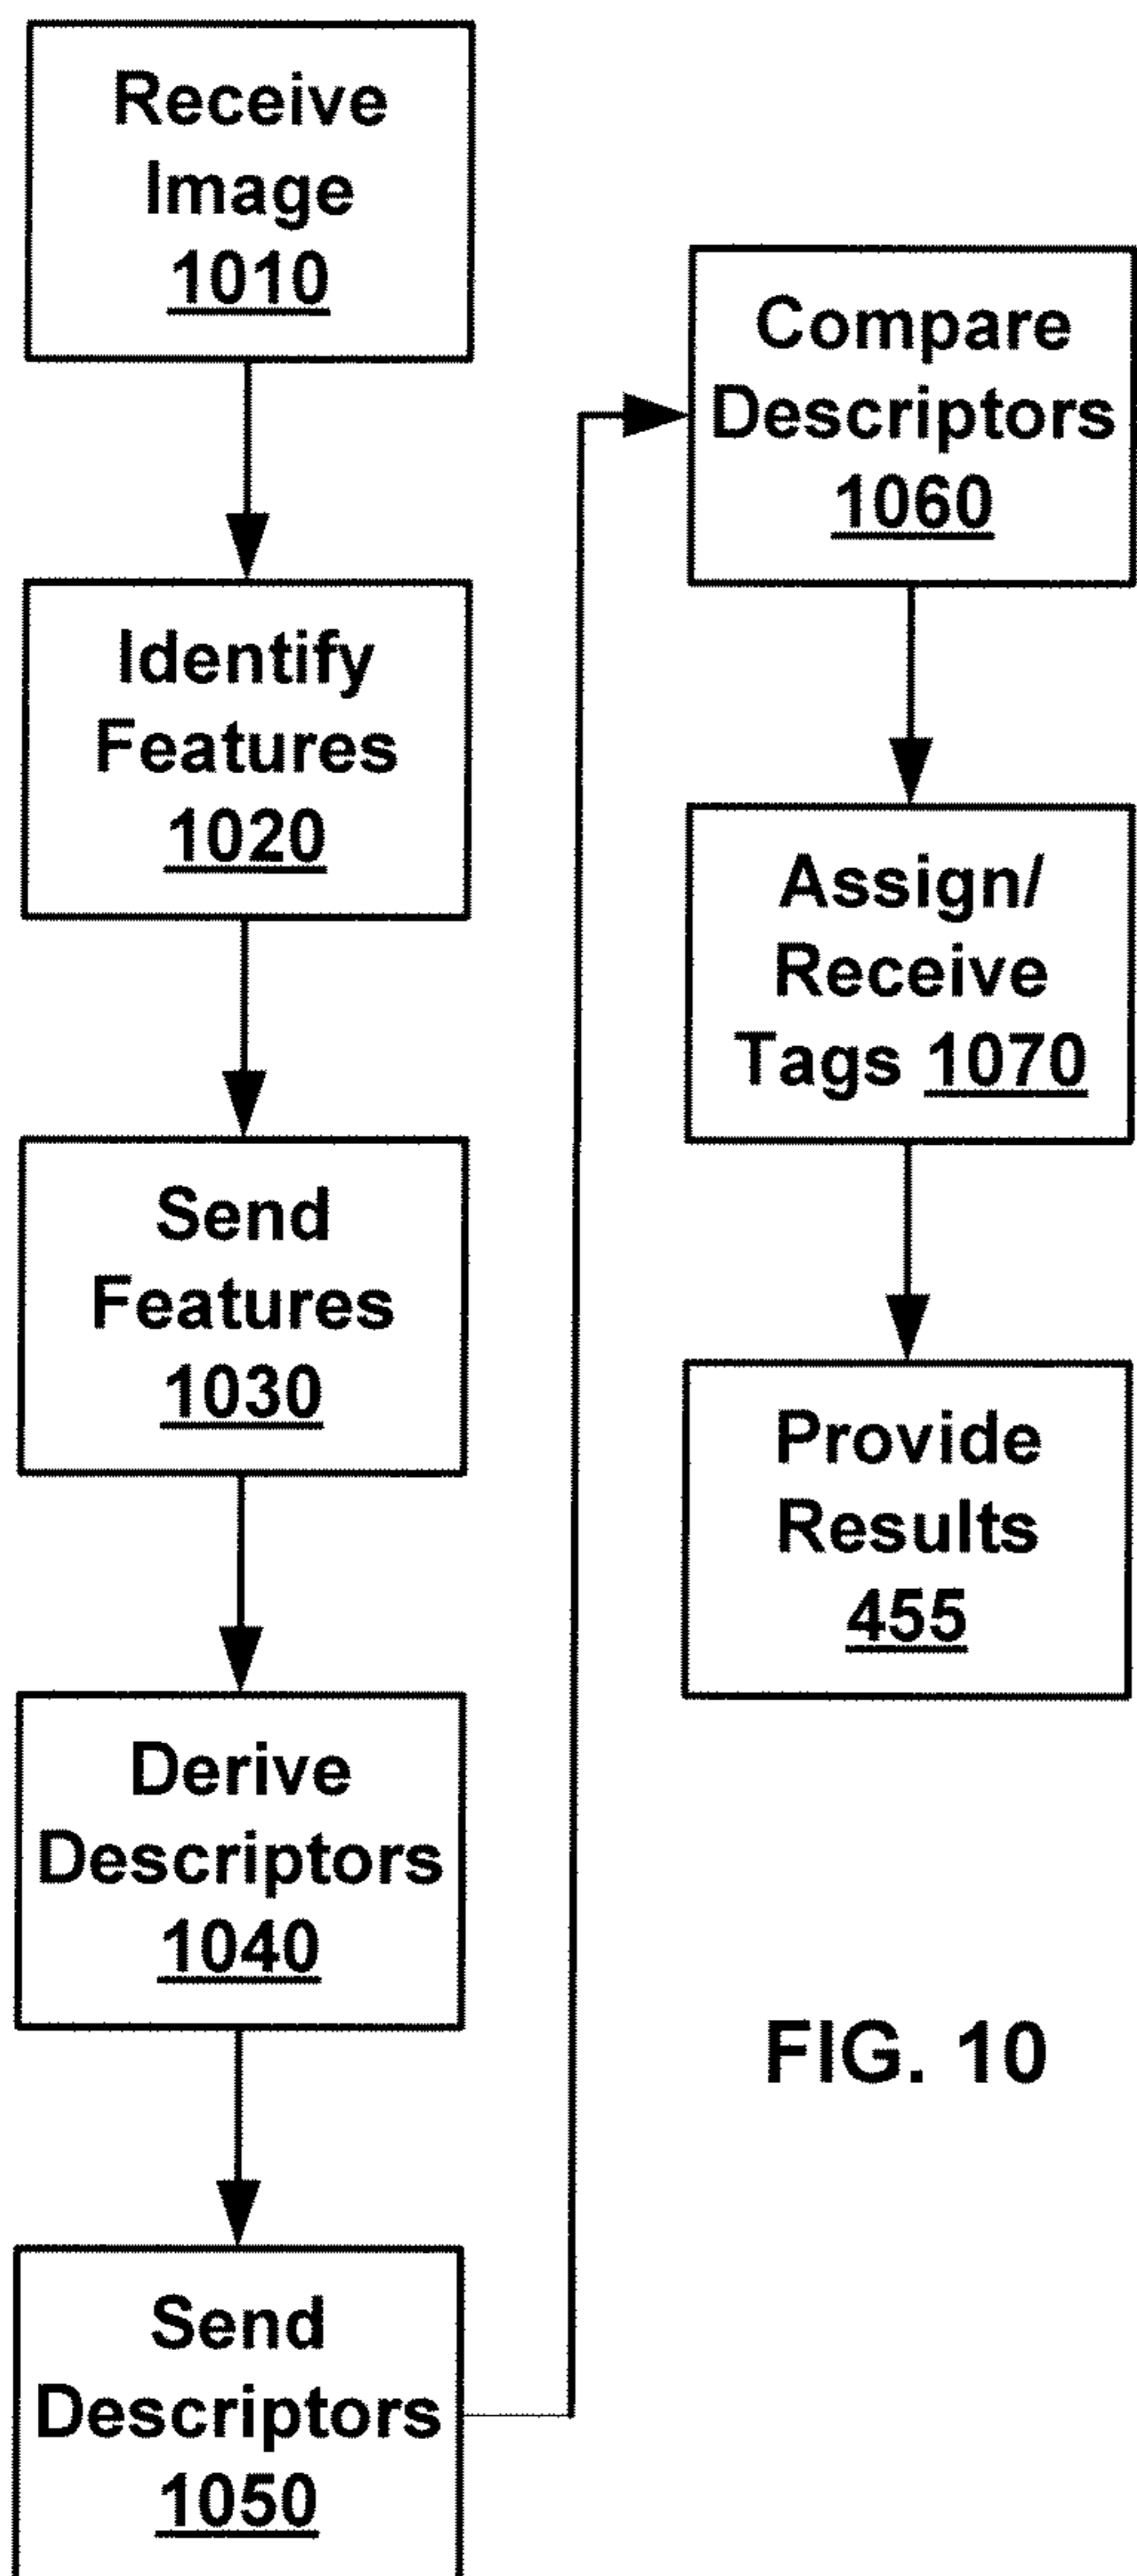 Receive
Image
1010
Identify
Features
1020
Send
Features
1030
Derive
Descriptors
1040
Send
Descriptors
1050
Compare
Descriptors
1060
Assign/
Receive
Tags 1070
Provide
Results
455
FIG. 10